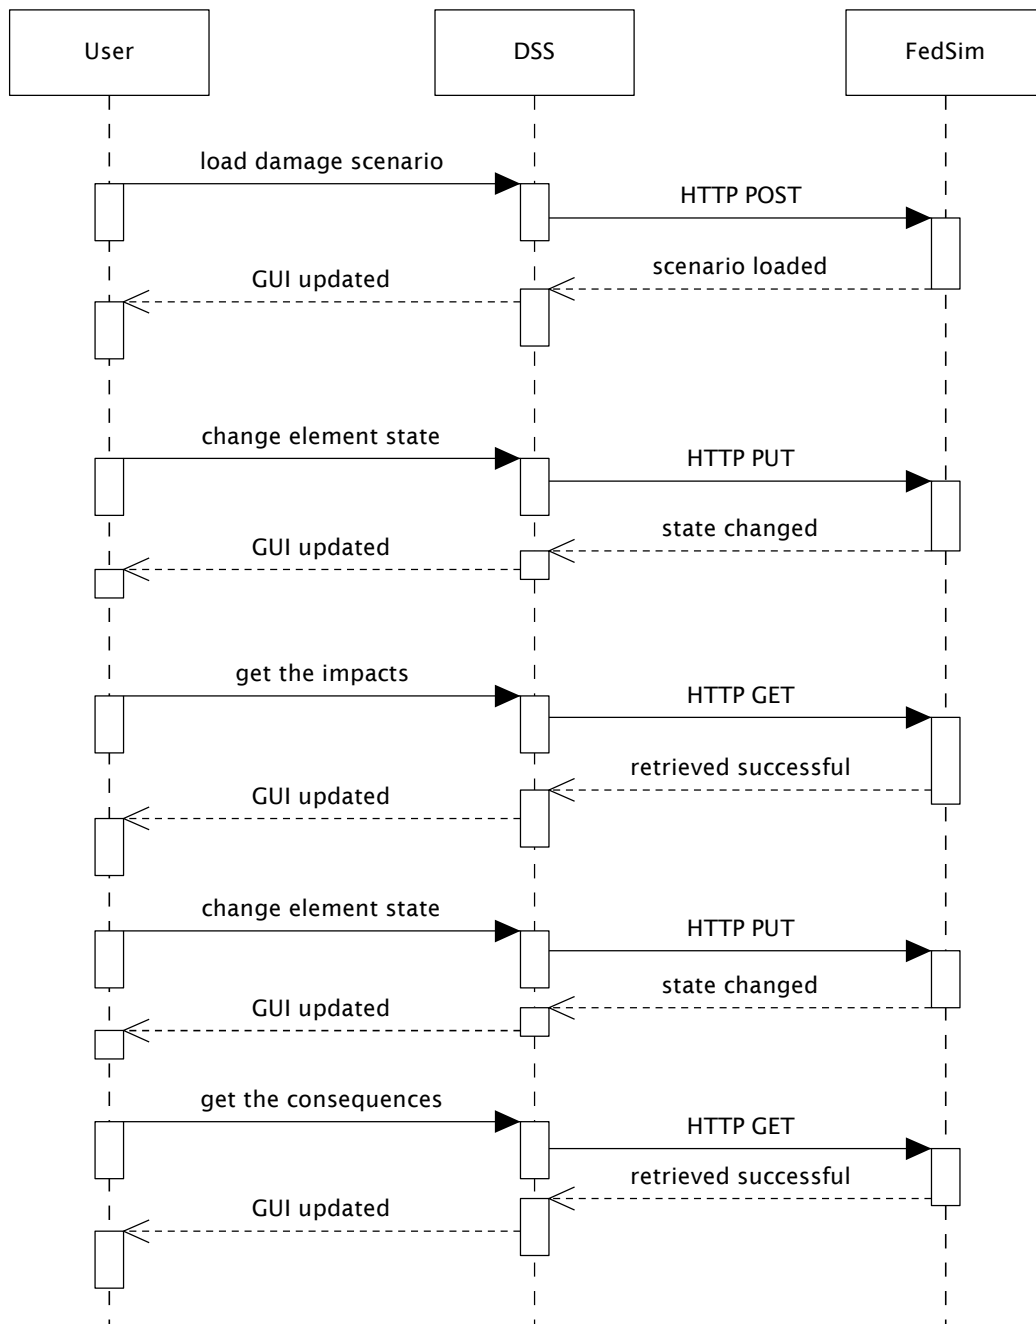 User
DSS
FedSim
load damage scenario
HTTP POST
scenario loaded
GUI updated
change element state
HTTP PUT
state changed
GUI updated
get the impacts
HTTP GET
retrieved successful
GUI updated
change element state
HTTP PUT
state changed
GUI updated
get the consequences
HTTP GET
retrieved successful
GUI updated